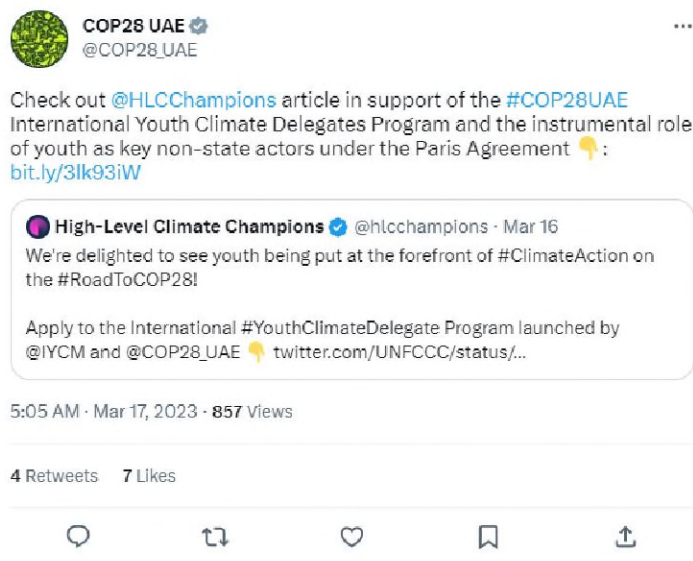 COP28 UAE
@COP28_UAE
Check out @HLCChampions article in support of the #COP28UAE
International Youth Climate Delegates Program and the instrumental role
of youth as key non-state actors under the Paris Agreement 👇:
bit.ly/3lk93iW
High-Level Climate Champions @hlcchampions · Mar 16
We're delighted to see youth being put at the forefront of #ClimateAction on
the #RoadToCOP28!
Apply to the International #YouthClimateDelegate Program launched by
@IYCM and @COP28_UAE 👇 twitter.com/UNFCCC/status/...
5:05 AM · Mar 17, 2023 · 857 Views
4 Retweets 7 Likes